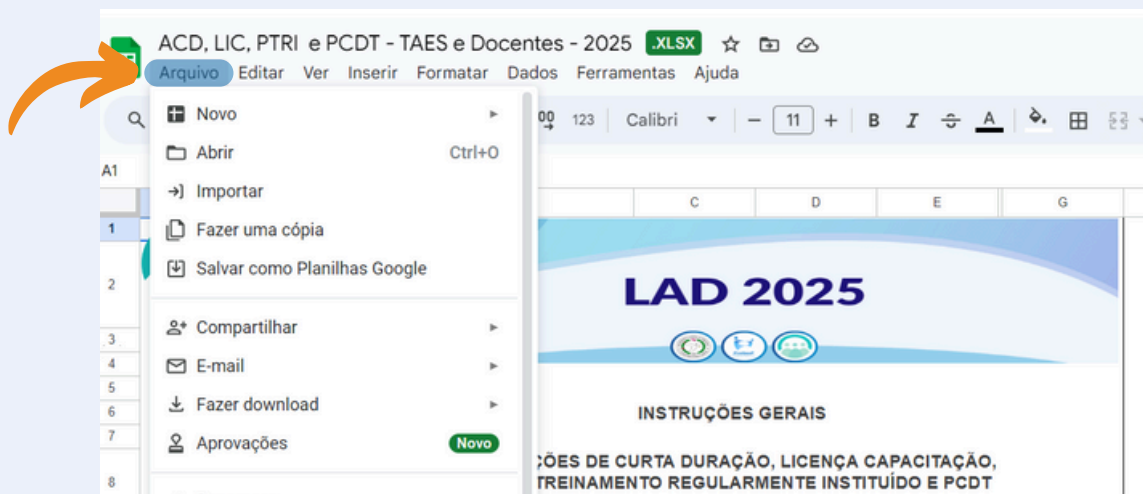 ACD, LIC, PTRI e PCDT - TAES e Docentes - 2025 .XLSX
Arquivo Editar Ver Inserir Formatar Dados Ferramentas Ajuda
123 Calibri 11 B I A
Novo
Abrir Ctrl+O
A1
Importar
C D E G
1
Fazer uma cópia
Salvar como Planilhas Google
2
LAD 2025
Compartilhar
3
4
E-mail
5
Fazer download
6
INSTRUÇÕES GERAIS
7
Aprovações Novo
ÇÕES DE CURTA DURAÇÃO, LICENÇA CAPACITAÇÃO,
8
TREINAMENTO REGULARMENTE INSTITUÍDO E PCDT